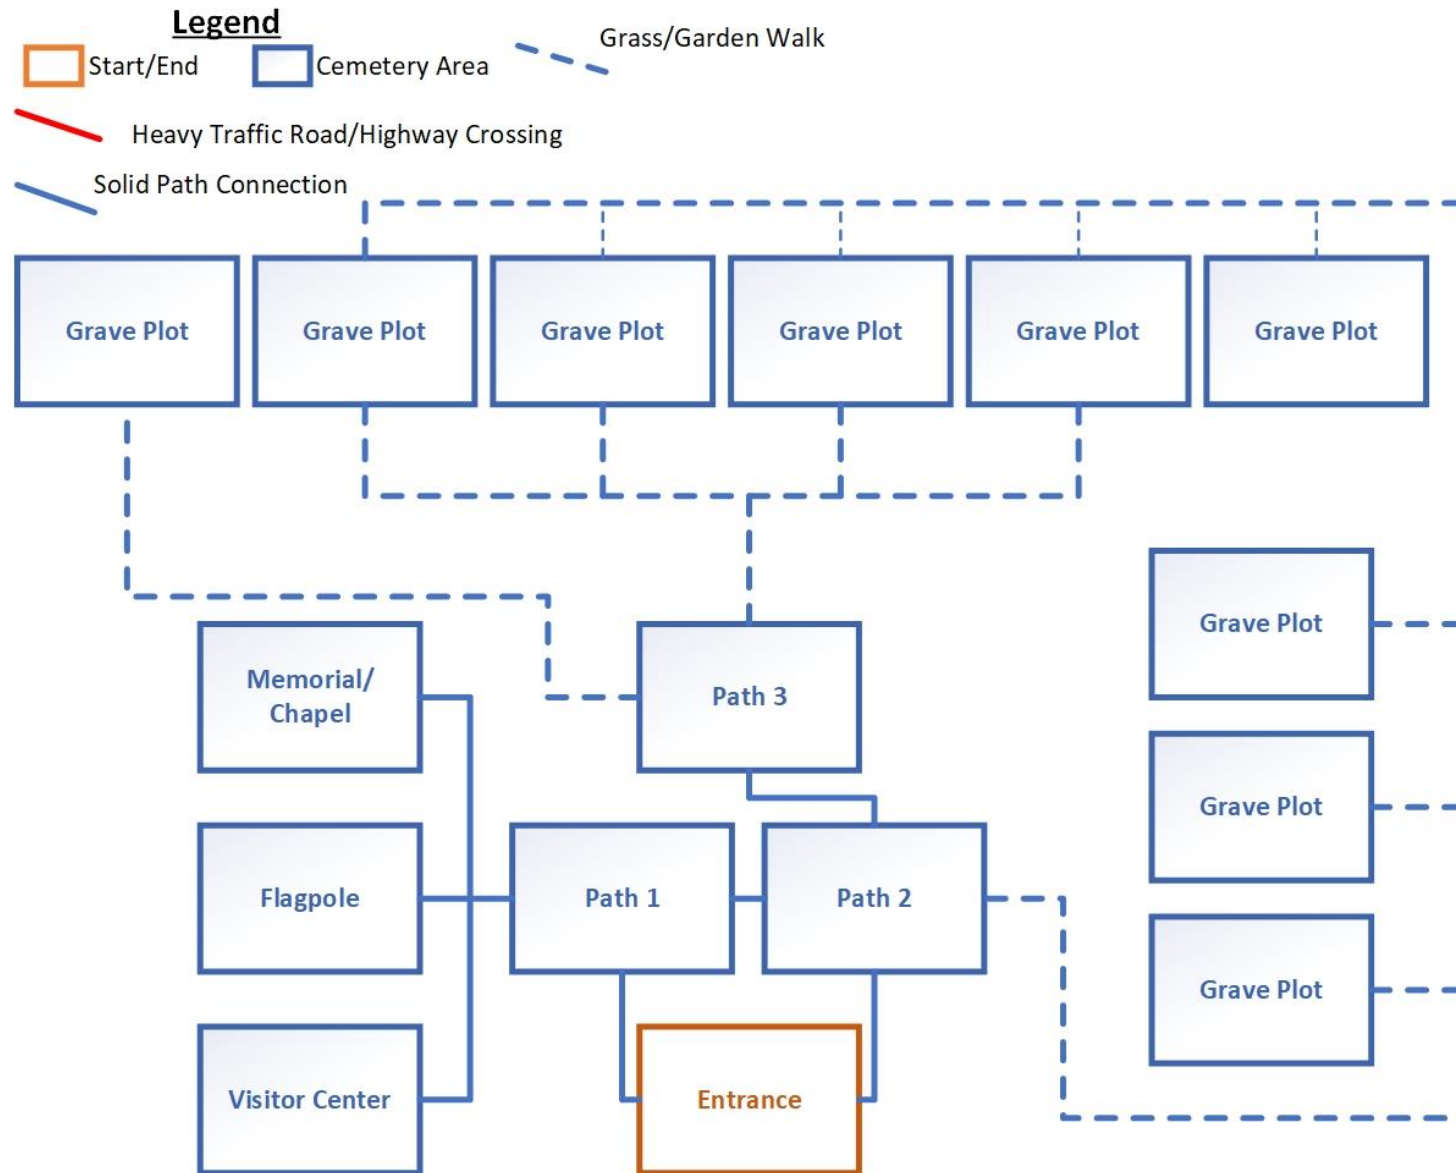 Legend
Start/End
Cemetery Area
Grass/Garden Walk
Heavy Traffic Road/Highway Crossing
Solid Path Connection
Grave Plot
Grave Plot
Grave Plot
Grave Plot
Grave Plot
Grave Plot
Grave Plot
Memorial/
Chapel
Path 3
Grave Plot
Flagpole
Path 1
Path 2
Grave Plot
Visitor Center
Entrance